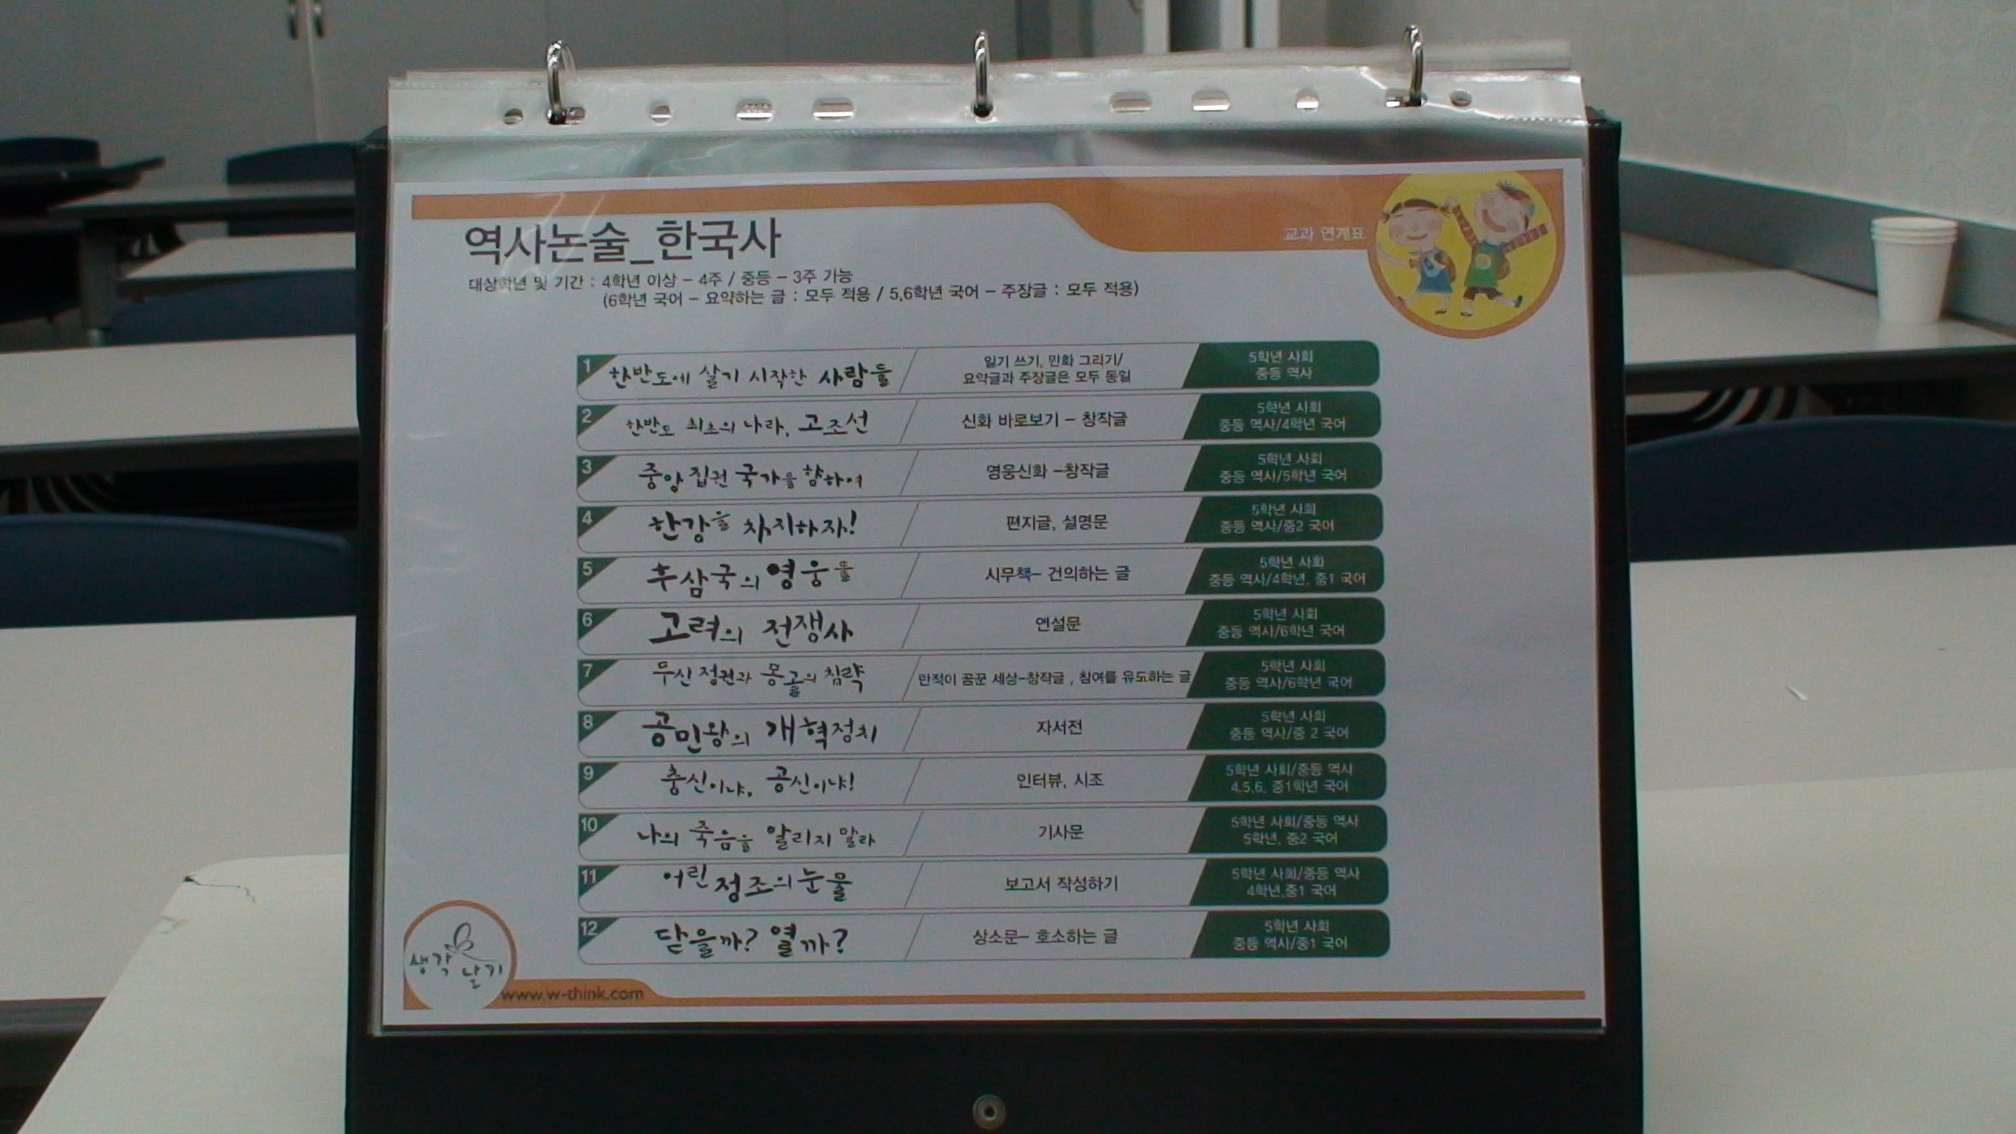 역사논술_한국사
교과 연계표
대상학년 및 기간 : 4학년 이상 - 4주 / 중등 - 3주 가능
(6학년 국어 - 요약하는 글 : 모두 적용 / 5,6학년 국어 - 주장글 : 모두 적용)
1
한반도에 살기 시작한 사람들
일기 쓰기, 만화 그리기/
요약글과 주장글은 모두 동일
5학년 사회
중등 역사
2
한반도 최초의 나라, 고조선
신화 바로보기 - 창작글
5학년 사회
중등 역사/4학년 국어
3
중앙 집권 국가를 향하여
영웅신화 -창작글
5학년 사회
중등 역사/5학년 국어
4
한강을 차지하자!
편지글, 설명문
5학년 사회
중등 역사/중2 국어
5
후삼국의 영웅들
시무책- 건의하는 글
5학년 사회
중등 역사/4학년, 중1 국어
6
고려의 전쟁사
연설문
5학년 사회
중등 역사/6학년 국어
7
무신 정권과 몽골의 침략
만적이 꿈꾼 세상-창작글 , 참여를 유도하는 글
5학년 사회
중등 역사/6학년 국어
8
공민왕의 개혁정치
자서전
5학년 사회
중등 역사/중 2 국어
9
충신이냐, 공신이냐!
인터뷰, 시조
5학년 사회/중등 역사
4,5,6, 중1학년 국어
10
나의 죽음을 알리지 말라
기사문
5학년 사회/중등 역사
5학년, 중2 국어
11
어린 정조의 눈물
보고서 작성하기
5학년 사회/중등 역사
4학년,중1 국어
12
닫을까? 열까?
상소문- 호소하는 글
5학년 사회
중등 역사/중1 국어
생각날기
www.w-think.com